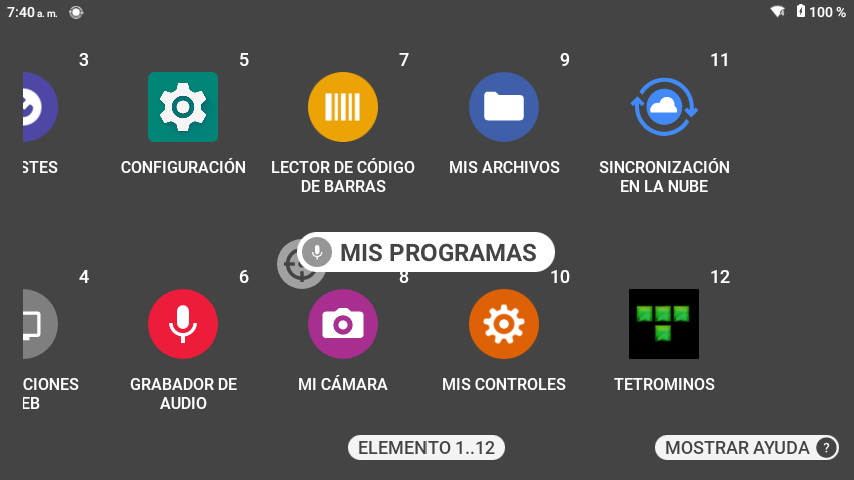 7:40 a. m.
100 %
3
5
7
9
11
STES
CONFIGURACIÓN
LECTOR DE CÓDIGO
DE BARRAS
MIS ARCHIVOS
SINCRONIZACIÓN
EN LA NUBE
MIS PROGRAMAS
4
6
8
10
12
CIONES
EB
GRABADOR DE
AUDIO
MI CÁMARA
MIS CONTROLES
TETROMINOS
ELEMENTO 1..12
MOSTRAR AYUDA ?